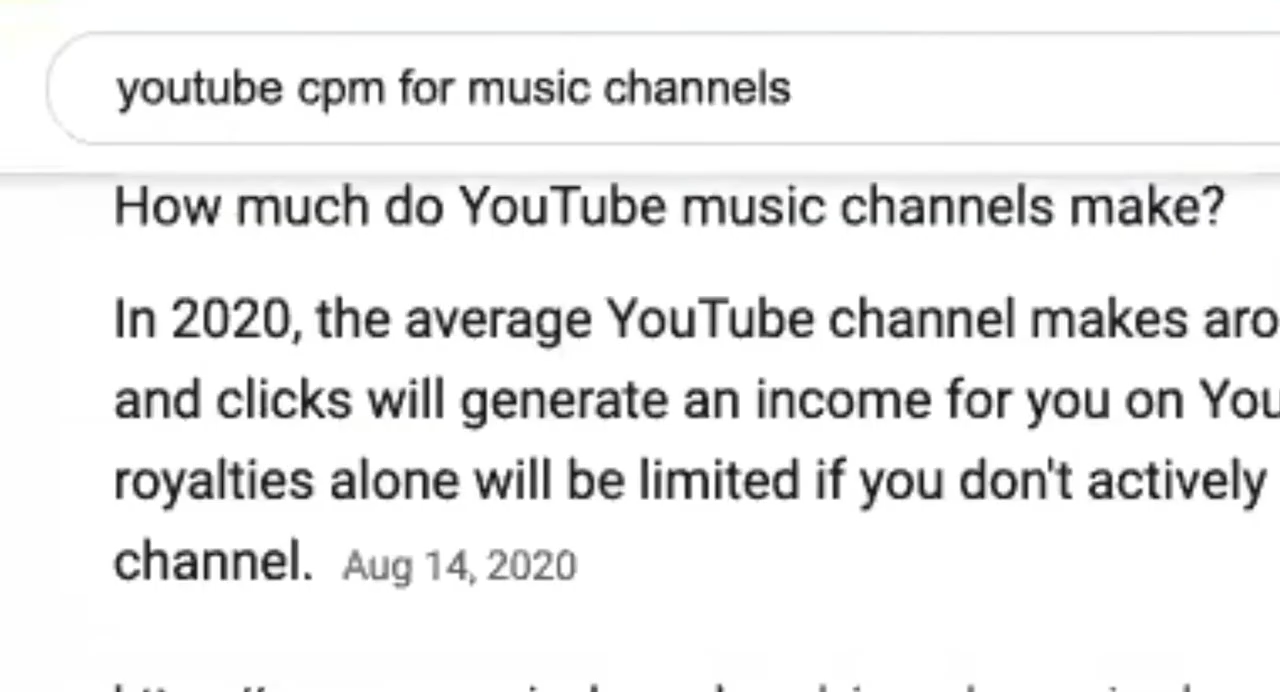 youtube cpm for music channels
How much do YouTube music channels make?
In 2020, the average YouTube channel makes
and clicks will generate an income for you on
royalties alone will be limited if you don't actively
channel. Aug 14, 2020